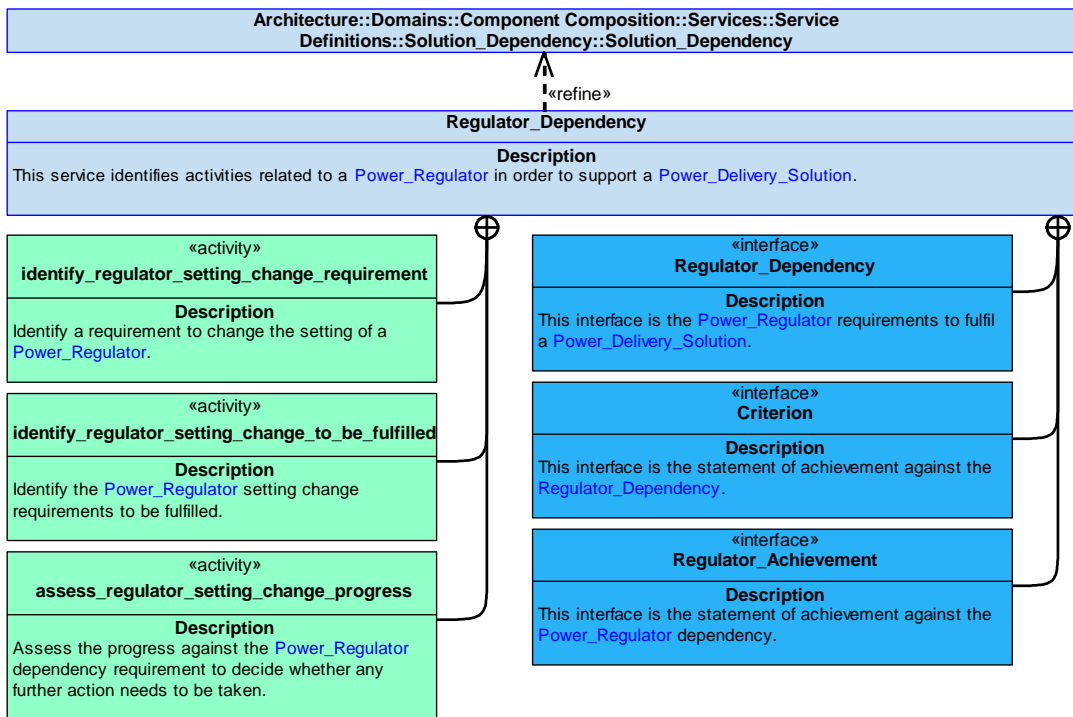 Architecture::Domains::Component Composition::Services::Service
Definitions::Solution_Dependency::Solution_Dependency
«refine»
Regulator_Dependency
Description
This service identifies activities related to a Power_Regulator in order to support a Power_Delivery_Solution.
«activity»
identify_regulator_setting_change_requirement
Description
Identify a requirement to change the setting of a
Power_Regulator.
«activity»
identify_regulator_setting_change_to_be_fulfilled
Description
Identify the Power_Regulator setting change
requirements to be fulfilled.
«activity»
assess_regulator_setting_change_progress
Description
Assess the progress against the Power_Regulator
dependency requirement to decide whether any
further action needs to be taken.
«interface»
Regulator_Dependency
Description
This interface is the Power_Regulator requirements to fulfil
a Power_Delivery_Solution.
«interface»
Criterion
Description
This interface is the statement of achievement against the
Regulator_Dependency.
«interface»
Regulator_Achievement
Description
This interface is the statement of achievement against the
Power_Regulator dependency.